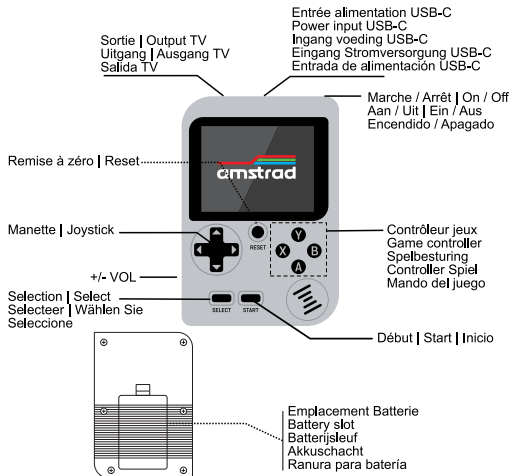 Entrée alimentation USB-C
Power input USB-C
Ingang voeding USB-C
Eingang Stromversorgung USB-C
Entrada de alimentación USB-C
Sortie | Output TV
Uitgang | Ausgang TV
Salida TV
Marche / Arrêt | On / Off
Aan / Uit | Ein / Aus
Encendido / Apagado
Remise à zéro | Reset
amstrad
Manette | Joystick
RESET
Y
X
B
A
Contrôleur jeux
Game controller
Spelbesturing
Controller Spiel
Mando del juego
+/- VOL
Selection | Select
Selecteer | Wählen Sie
Seleccione
SELECT
START
Début | Start | Inicio
Emplacement Batterie
Battery slot
Batterijsleuf
Akkuschacht
Ranura para batería